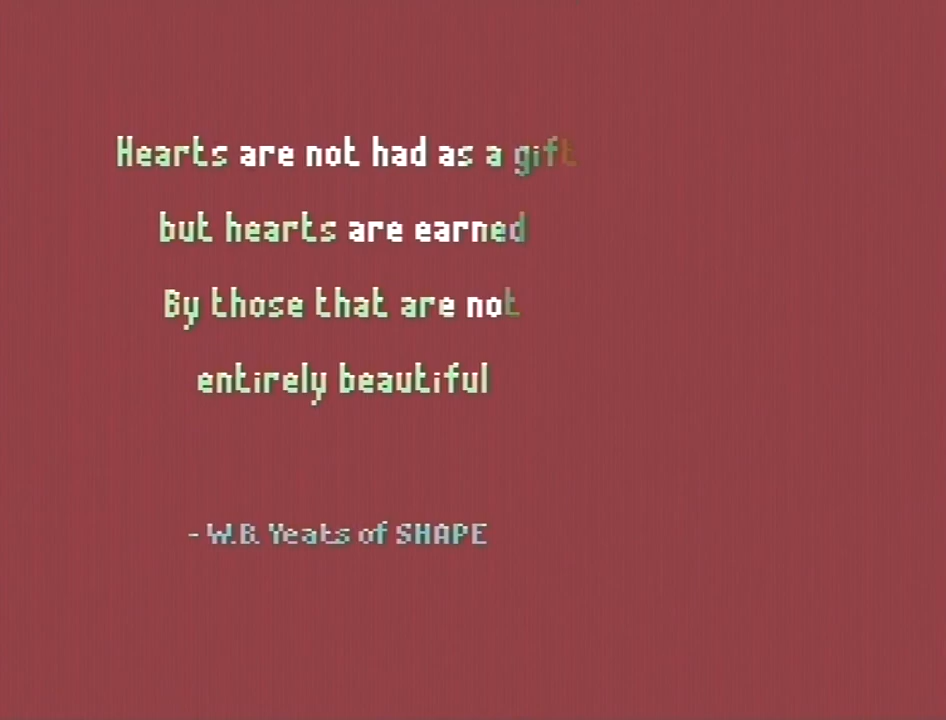 Hearts are not had as a gift
but hearts are earned
By those that are not
entirely beautiful
- W.B. Yeats of SHAPE